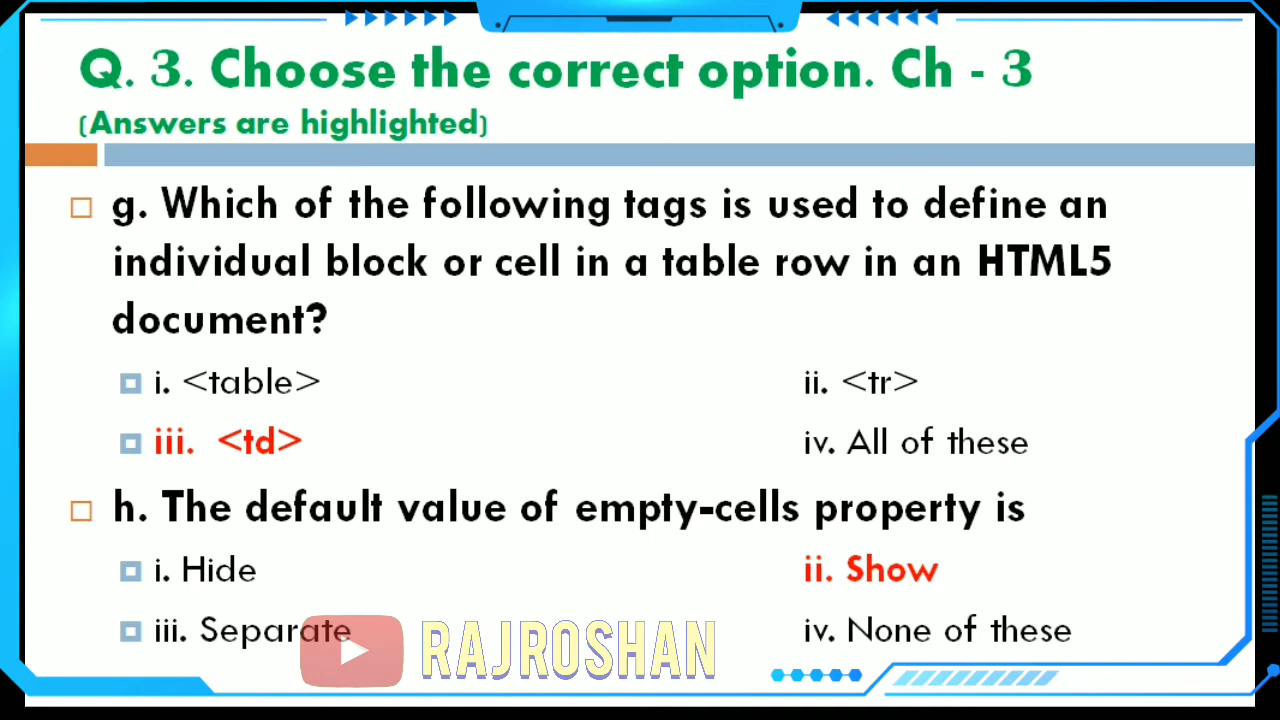 Q. 3. Choose the correct option. Ch - 3
(Answers are highlighted)
g. Which of the following tags is used to define an
individual block or cell in a table row in an HTML5
document?
i. <table> ii. <tr>
iii. <td> iv. All of these
h. The default value of empty-cells property is
i. Hide ii. Show
iii. Separate iv. None of these
RAJROSHAN